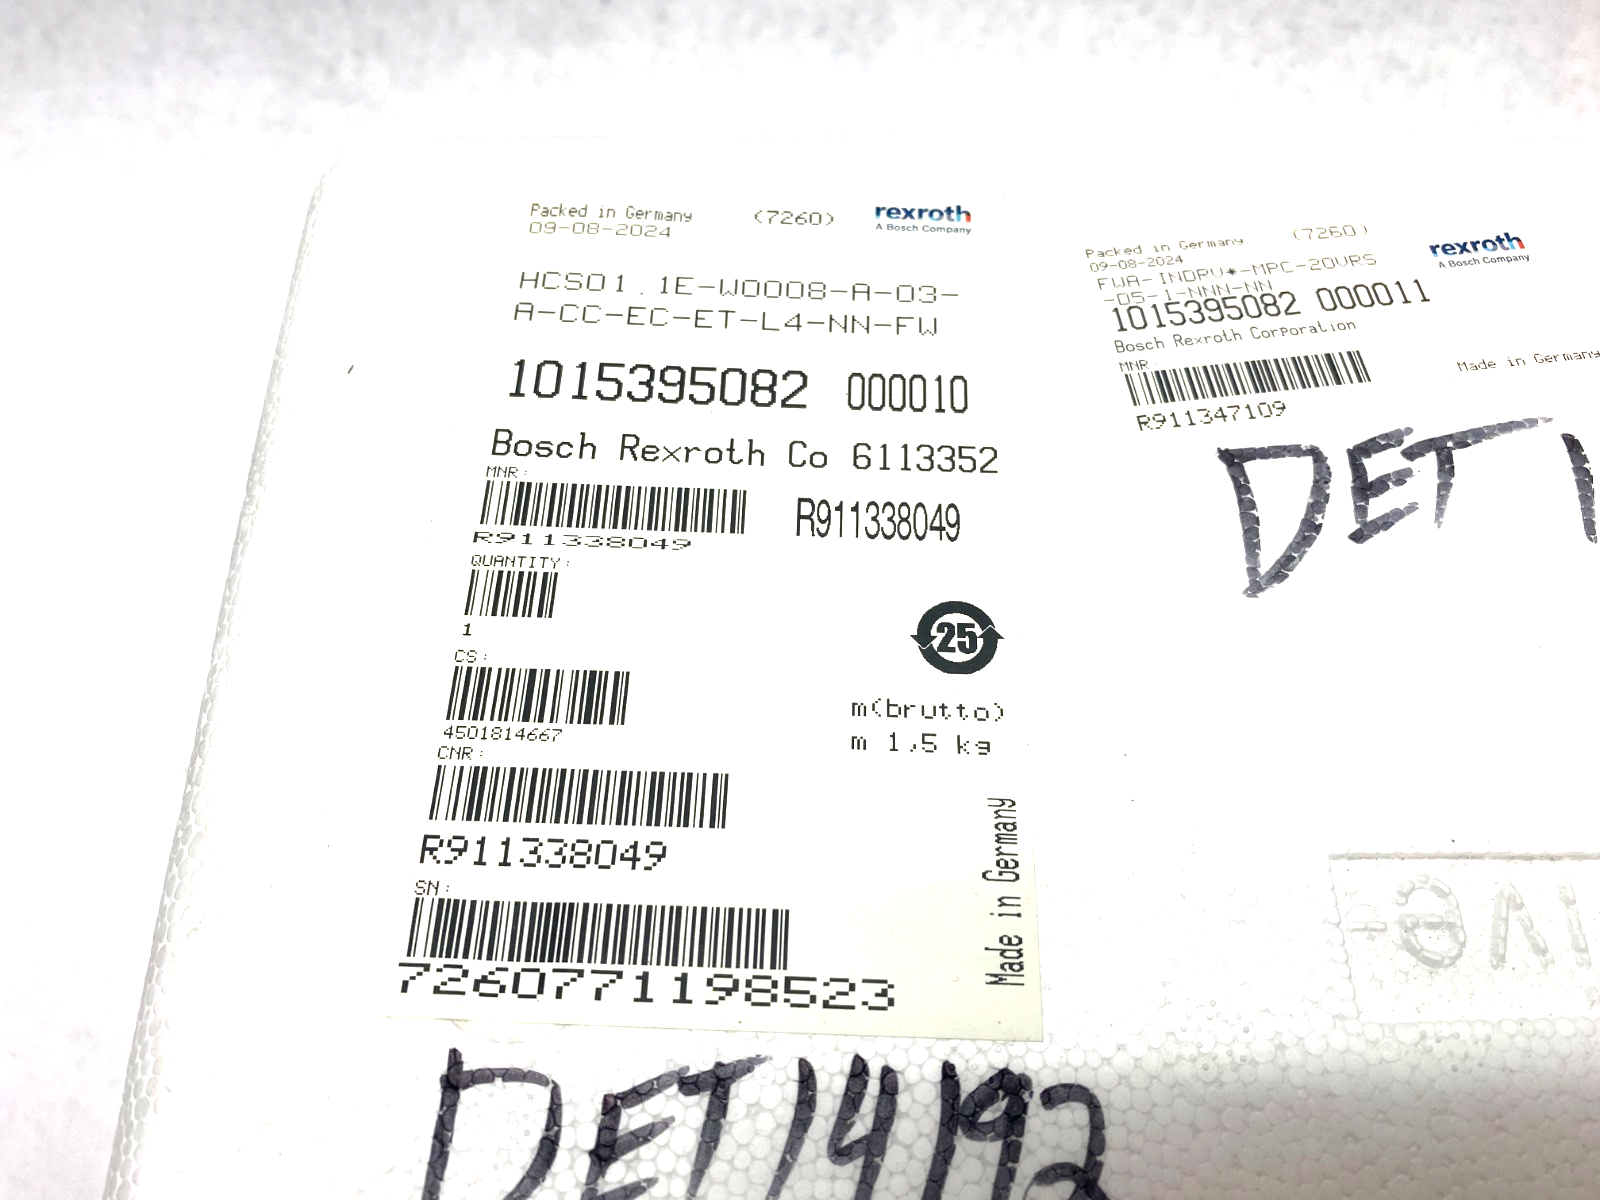 Packed in Germany (7260) rexroth
09-08-2024 A Bosch Company
HCS01.1E-W0008-A-03-
A-CC-EC-ET-L4-NN-FW
1015395082 000010
Bosch Rexroth Co 6113352
MNR:
R911338049
R911338049
QUANTITY:
1
CS:
4501814667
CNR:
R911338049
SN:
7260771198523
25
m(brutto)
m 1,5 kg
Made in Germany
Packed in Germany (7260) rexroth
09-08-2024 A Bosch Company
FWA-INDRV*-MPC-20VRS
-D5-1-NNN-NN
1015395082 000011
Bosch Rexroth Corporation
MNR:
R911347109
Made in Germany
DET 1
DET14192